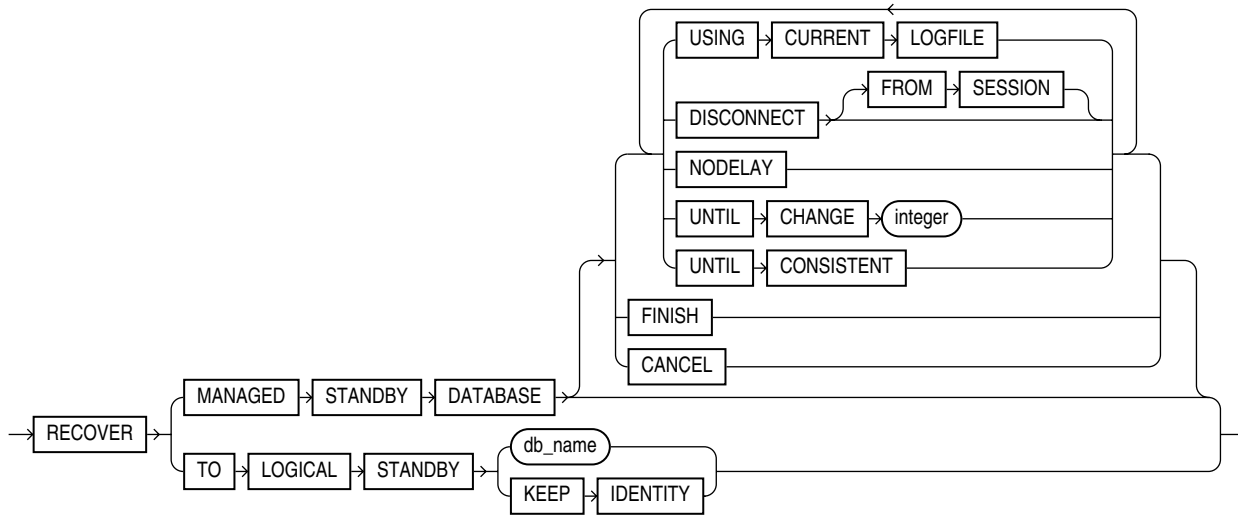 USING CURRENT LOGFILE
FROM SESSION
DISCONNECT
NODELAY
UNTIL CHANGE integer
UNTIL CONSISTENT
FINISH
CANCEL
MANAGED STANDBY DATABASE
RECOVER
db_name
TO LOGICAL STANDBY
KEEP IDENTITY